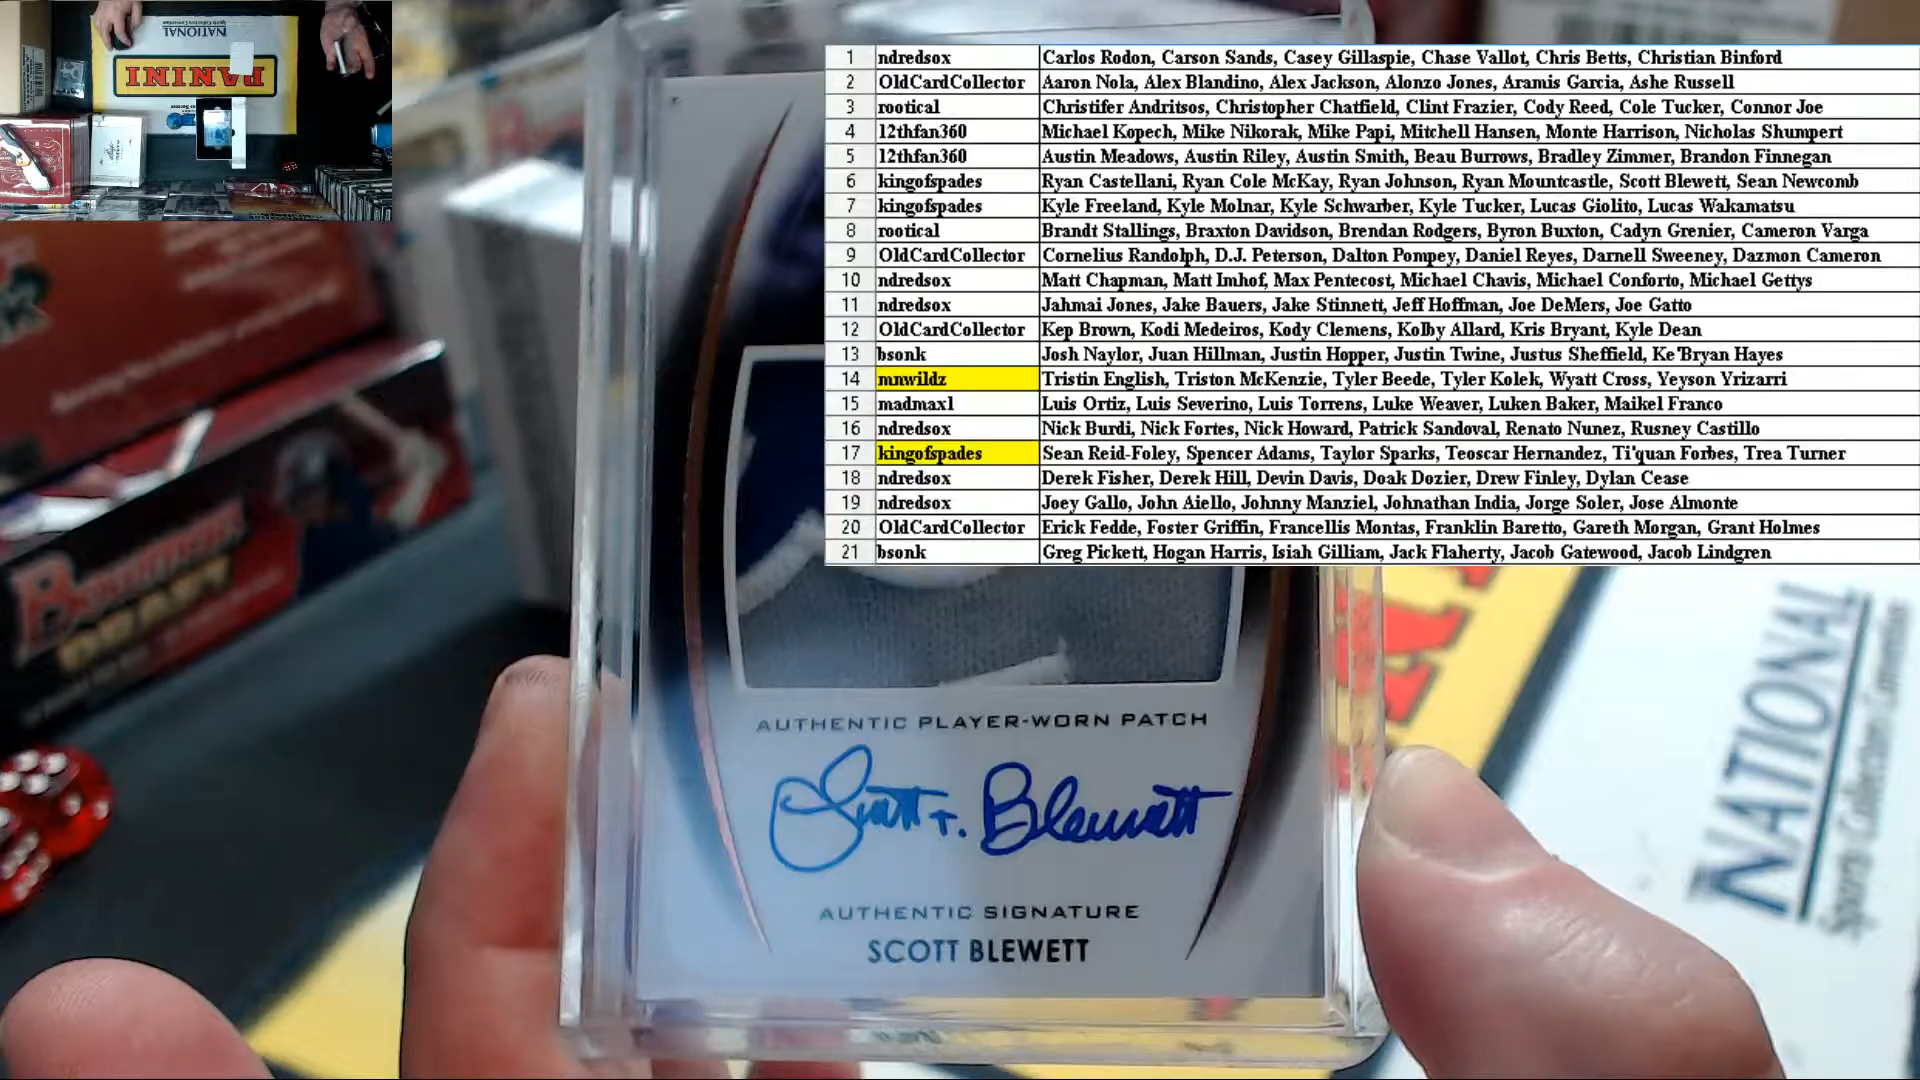 NATIONAL
Sports Collectors Convention
PANINI
1 ndredsox Carlos Rodon, Carson Sands, Casey Gillaspie, Chase Vallot, Chris Betts, Christian Binford
2 OldCardCollector Aaron Nola, Alex Blandino, Alex Jackson, Alonzo Jones, Aramis Garcia, Ashe Russell
3 rootical Christifer Andritsos, Christopher Chatfield, Clint Frazier, Cody Reed, Cole Tucker, Connor Joe
4 12thfan360 Michael Kopech, Mike Nikorak, Mike Papi, Mitchell Hansen, Monte Harrison, Nicholas Shumpert
5 12thfan360 Austin Meadows, Austin Riley, Austin Smith, Beau Burrows, Bradley Zimmer, Brandon Finnegan
6 kingofspades Ryan Castellani, Ryan Cole McKay, Ryan Johnson, Ryan Mountcastle, Scott Blewett, Sean Newcomb
7 kingofspades Kyle Freeland, Kyle Molnar, Kyle Schwarber, Kyle Tucker, Lucas Giolito, Lucas Wakamatsu
8 rootical Brandt Stallings, Braxton Davidson, Brendan Rodgers, Byron Buxton, Cadyn Grenier, Cameron Varga
9 OldCardCollector Cornelius Randolph, D.J. Peterson, Dalton Pompey, Daniel Reyes, Darnell Sweeney, Dazmon Cameron
10 ndredsox Matt Chapman, Matt Imhof, Max Pentecost, Michael Chavis, Michael Conforto, Michael Gettys
11 ndredsox Jahmai Jones, Jake Bauers, Jake Stinnett, Jeff Hoffman, Joe DeMers, Joe Gatto
12 OldCardCollector Kep Brown, Kodi Medeiros, Kody Clemens, Kolby Allard, Kris Bryant, Kyle Dean
13 bsonk Josh Naylor, Juan Hillman, Justin Hopper, Justin Twine, Justus Sheffield, Ke'Bryan Hayes
14 mnwildz Tristin English, Triston McKenzie, Tyler Beede, Tyler Kolek, Wyatt Cross, Yeyson Yrizarri
15 madmax1 Luis Ortiz, Luis Severino, Luis Torrens, Luke Weaver, Luken Baker, Maikel Franco
16 ndredsox Nick Burdi, Nick Fortes, Nick Howard, Patrick Sandoval, Renato Nunez, Rusney Castillo
17 kingofspades Sean Reid-Foley, Spencer Adams, Taylor Sparks, Teoscar Hernandez, Ti'quan Forbes, Trea Turner
18 ndredsox Derek Fisher, Derek Hill, Devin Davis, Doak Dozier, Drew Finley, Dylan Cease
19 ndredsox Joey Gallo, John Aiello, Johnny Manziel, Johnathan India, Jorge Soler, Jose Almonte
20 OldCardCollector Erick Fedde, Foster Griffin, Francellis Montas, Franklin Baretto, Gareth Morgan, Grant Holmes
21 bsonk Greg Pickett, Hogan Harris, Isiah Gilliam, Jack Flaherty, Jacob Gatewood, Jacob Lindgren
Bowman
DRAFT
AUTHENTIC PLAYER-WORN PATCH
Scott T. Blewett
AUTHENTIC SIGNATURE
SCOTT BLEWETT
NATIONAL
Sports Collectors Convention